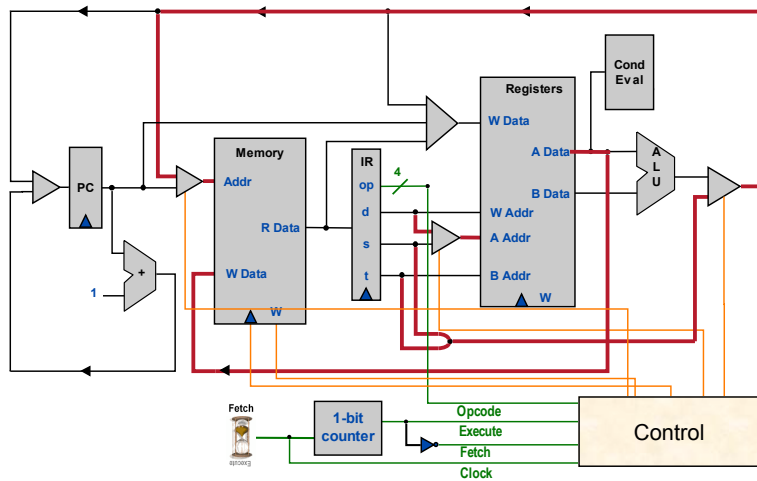 Registers
Cond
Eval
W Data
Memory
IR
A Data
A
L
U
PC
Addr
op
4
B Data
d
W Addr
R Data
s
A Addr
+
W Data
t
B Addr
1
W
W
Fetch
Execute
1-bit
counter
Opcode
Execute
Fetch
Clock
Control